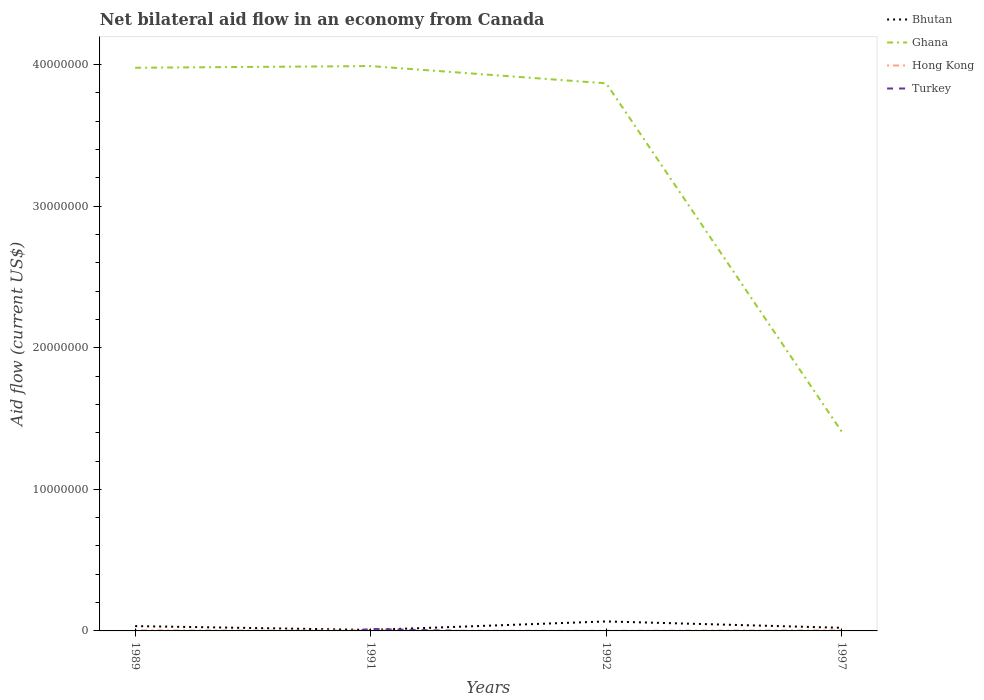 Net bilateral aid flow in an economy from Canada
Bhutan
Ghana
Hong Kong
Turkey
Aid flow (current US$)
40000000
30000000
20000000
10000000
0
1989
1991
1992
1997
Years